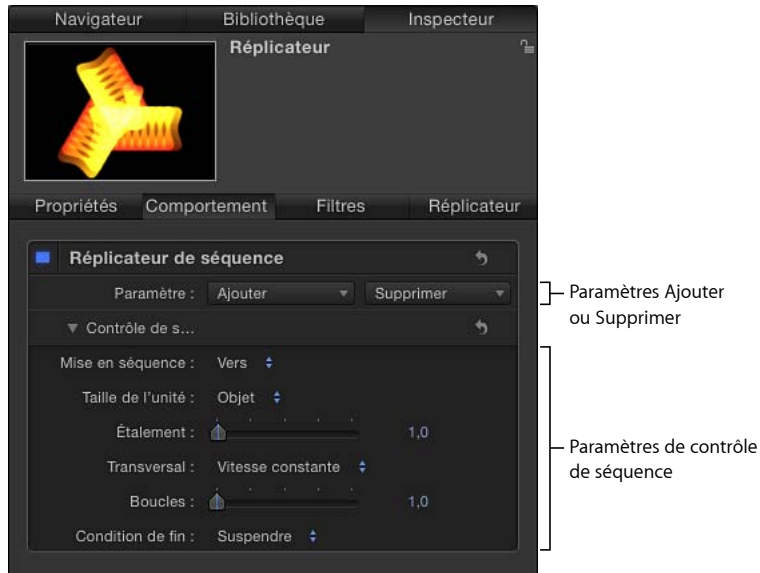 Navigateur Bibliothèque Inspecteur
Réplicateur
Propriétés Comportement Filtres Réplicateur
Réplicateur de séquence
Paramètre : Ajouter Supprimer
Paramètres Ajouter
ou Supprimer
Contrôle de s...
Mise en séquence : Vers
Taille de l'unité : Objet
Étalement : 1,0
Transversal : Vitesse constante
Boucles : 1,0
Condition de fin : Suspendre
Paramètres de contrôle
de séquence